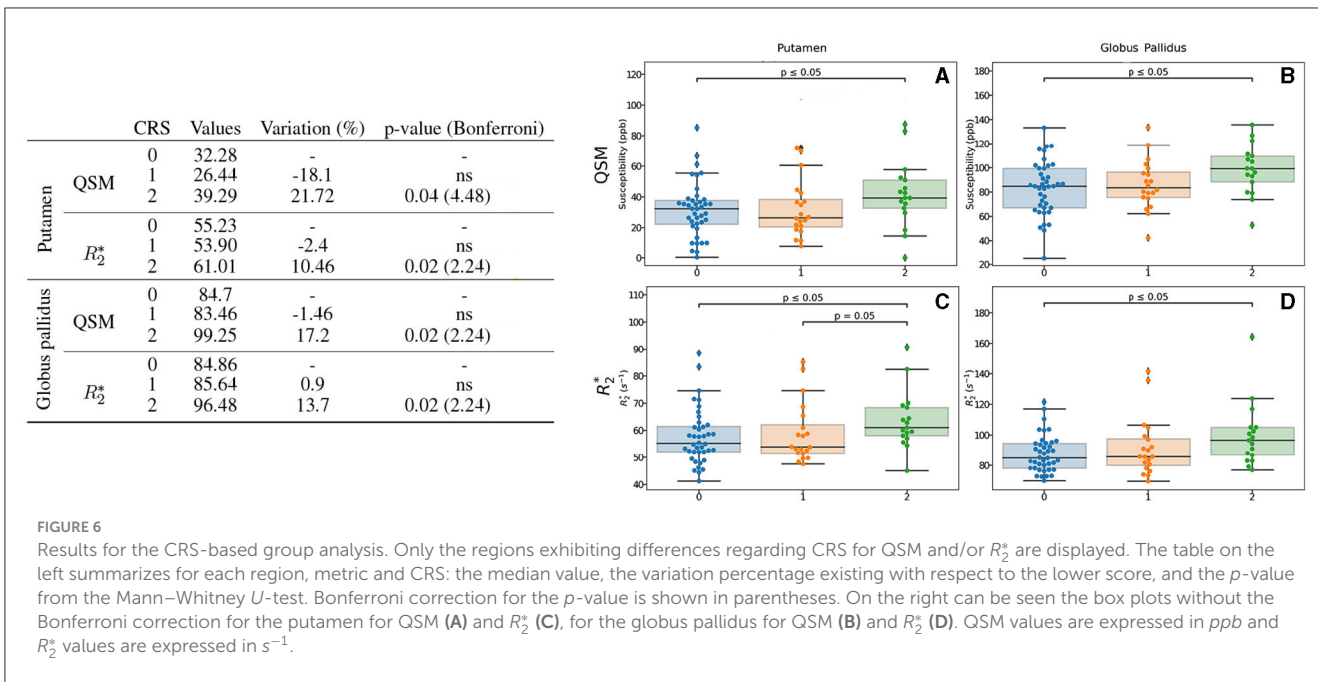 CRS Values Variation (%) p-value (Bonferroni)
Putamen
QSM
0 32.28 - -
1 26.44 -18.1 ns
2 39.29 21.72 0.04 (4.48)
R₂*
0 55.23 - -
1 53.90 -2.4 ns
2 61.01 10.46 0.02 (2.24)
Globus pallidus
QSM
0 84.7 - -
1 83.46 -1.46 ns
2 99.25 17.2 0.02 (2.24)
R₂*
0 84.86 - -
1 85.64 0.9 ns
2 96.48 13.7 0.02 (2.24)
Putamen
A
p ≤ 0.05
QSM
Susceptibility (ppb)
120
100
80
60
40
20
0
0 1 2
Globus Pallidus
B
p ≤ 0.05
Susceptibility (ppb)
180
160
140
120
100
80
60
40
20
0 1 2
C
p ≤ 0.05
p = 0.05
R₂*
R₂* (s⁻¹)
110
100
90
80
70
60
50
40
0 1 2
D
p ≤ 0.05
R₂* (s⁻¹)
180
160
140
120
100
80
0 1 2
FIGURE 6
Results for the CRS-based group analysis. Only the regions exhibiting differences regarding CRS for QSM and/or R₂* are displayed. The table on the
left summarizes for each region, metric and CRS: the median value, the variation percentage existing with respect to the lower score, and the p-value
from the Mann–Whitney U-test. Bonferroni correction for the p-value is shown in parentheses. On the right can be seen the box plots without the
Bonferroni correction for the putamen for QSM (A) and R₂* (C), for the globus pallidus for QSM (B) and R₂* (D). QSM values are expressed in ppb and
R₂* values are expressed in s⁻¹.